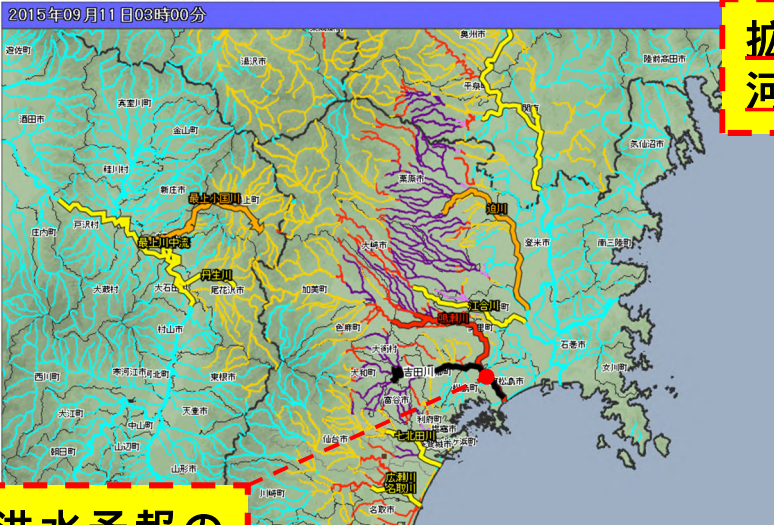 2015年09月11日03時00分
拡
河
奥州市
湯沢市
遊佐町
陸前高田市
平泉町
真室川町
酒田市
金山町
気仙沼市
鮭川村
栗原市
新庄市
最上小国川
上町
迫川
戸沢村
庄内町
最上川中流
大崎市
登米市
南三陸町
丹生川
大石田
尾花沢市
大蔵村
加美町
江合川
町
鳴瀬川
色麻町
村山市
石巻市
大衡村
女川町
西川町
寒河江市
河北町
東根市
大和町
吉田川
東松島市
松島町
富谷市
大江町
天童市
中山町
利府町
塩竈市
七北田川
七ヶ浜町
仙台市
山辺町
朝日町
山形市
広瀬川
名取川
川崎町
名取市
洪水予報の